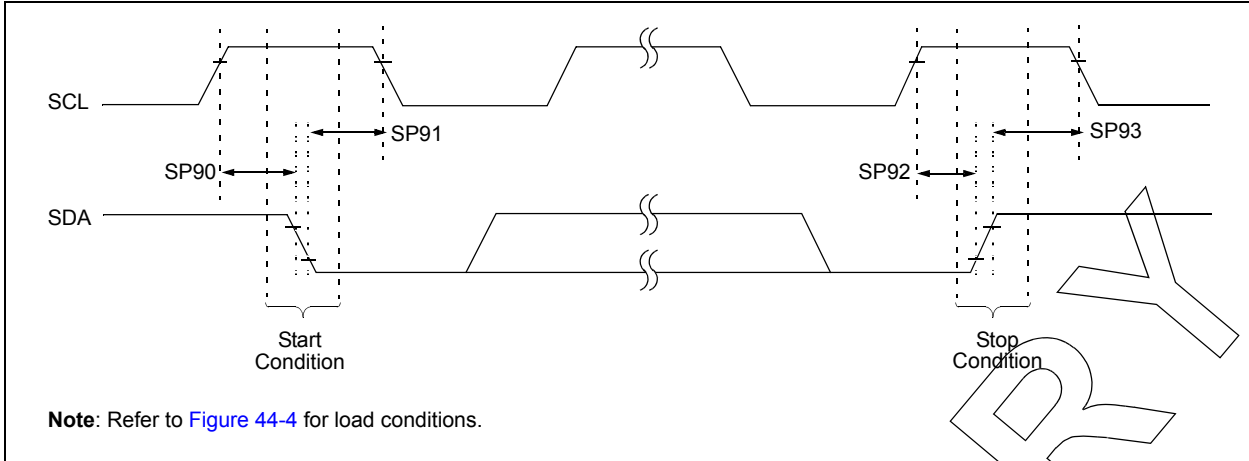 SCL
SP91
SP93
SP90
SP92
SDA
Start
Condition
Stop
Condition
Note: Refer to Figure 44-4 for load conditions.
R
Y